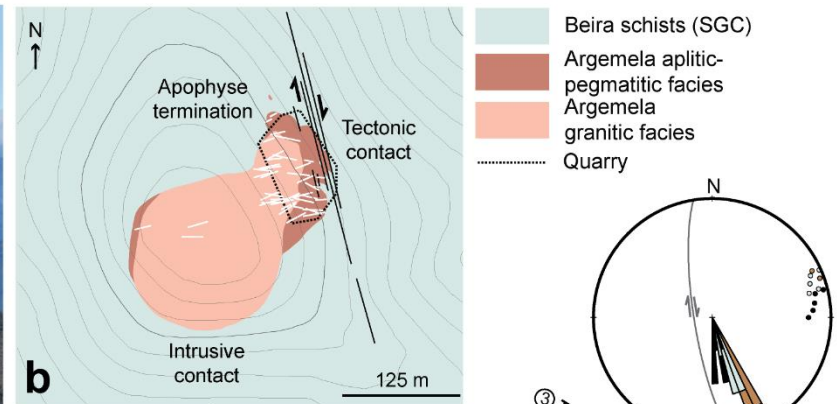 N
Apophyse
termination
Tectonic
contact
Intrusive
contact
b
125 m
Beira schists (SGC)
Argemela aplitic-
pegmatitic facies
Argemela
granitic facies
Quarry
N
3